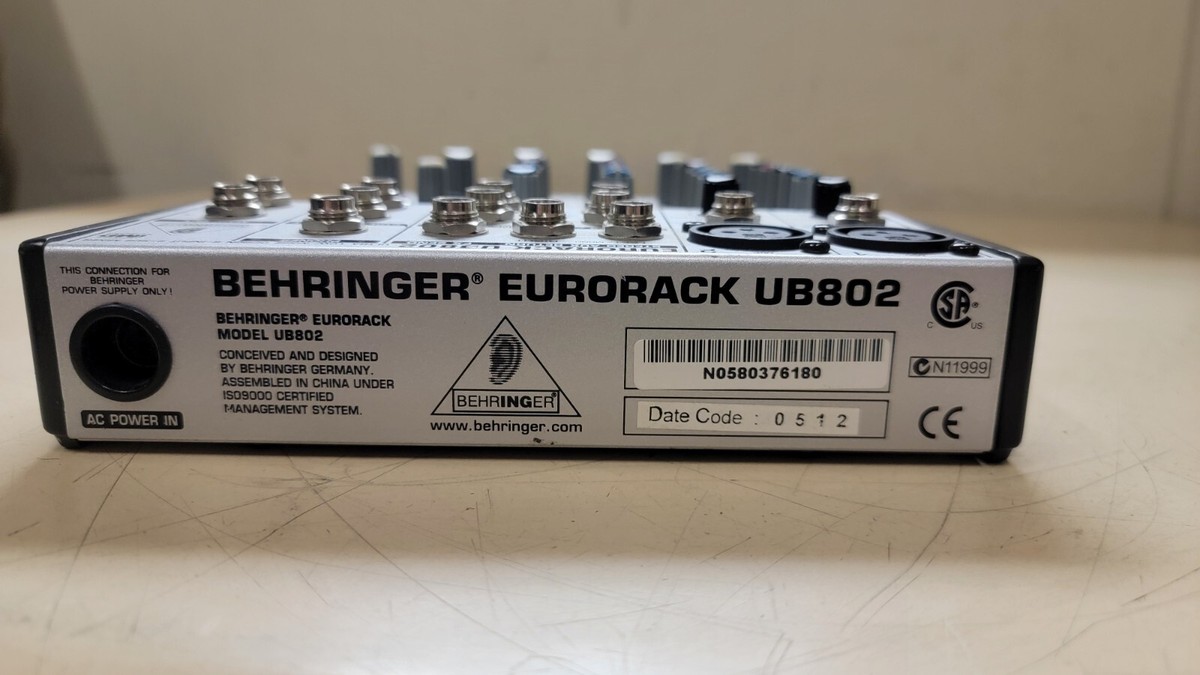 THIS CONNECTION FOR
BEHRINGER
POWER SUPPLY ONLY!
AC POWER IN
BEHRINGER® EURORACK UB802
BEHRINGER® EURORACK
MODEL UB802
CONCEIVED AND DESIGNED
BY BEHRINGER GERMANY.
ASSEMBLED IN CHINA UNDER
ISO9000 CERTIFIED
MANAGEMENT SYSTEM.
BEHRINGER®
www.behringer.com
N0580376180
Date Code : 0512
C SA® US
N11999
CE